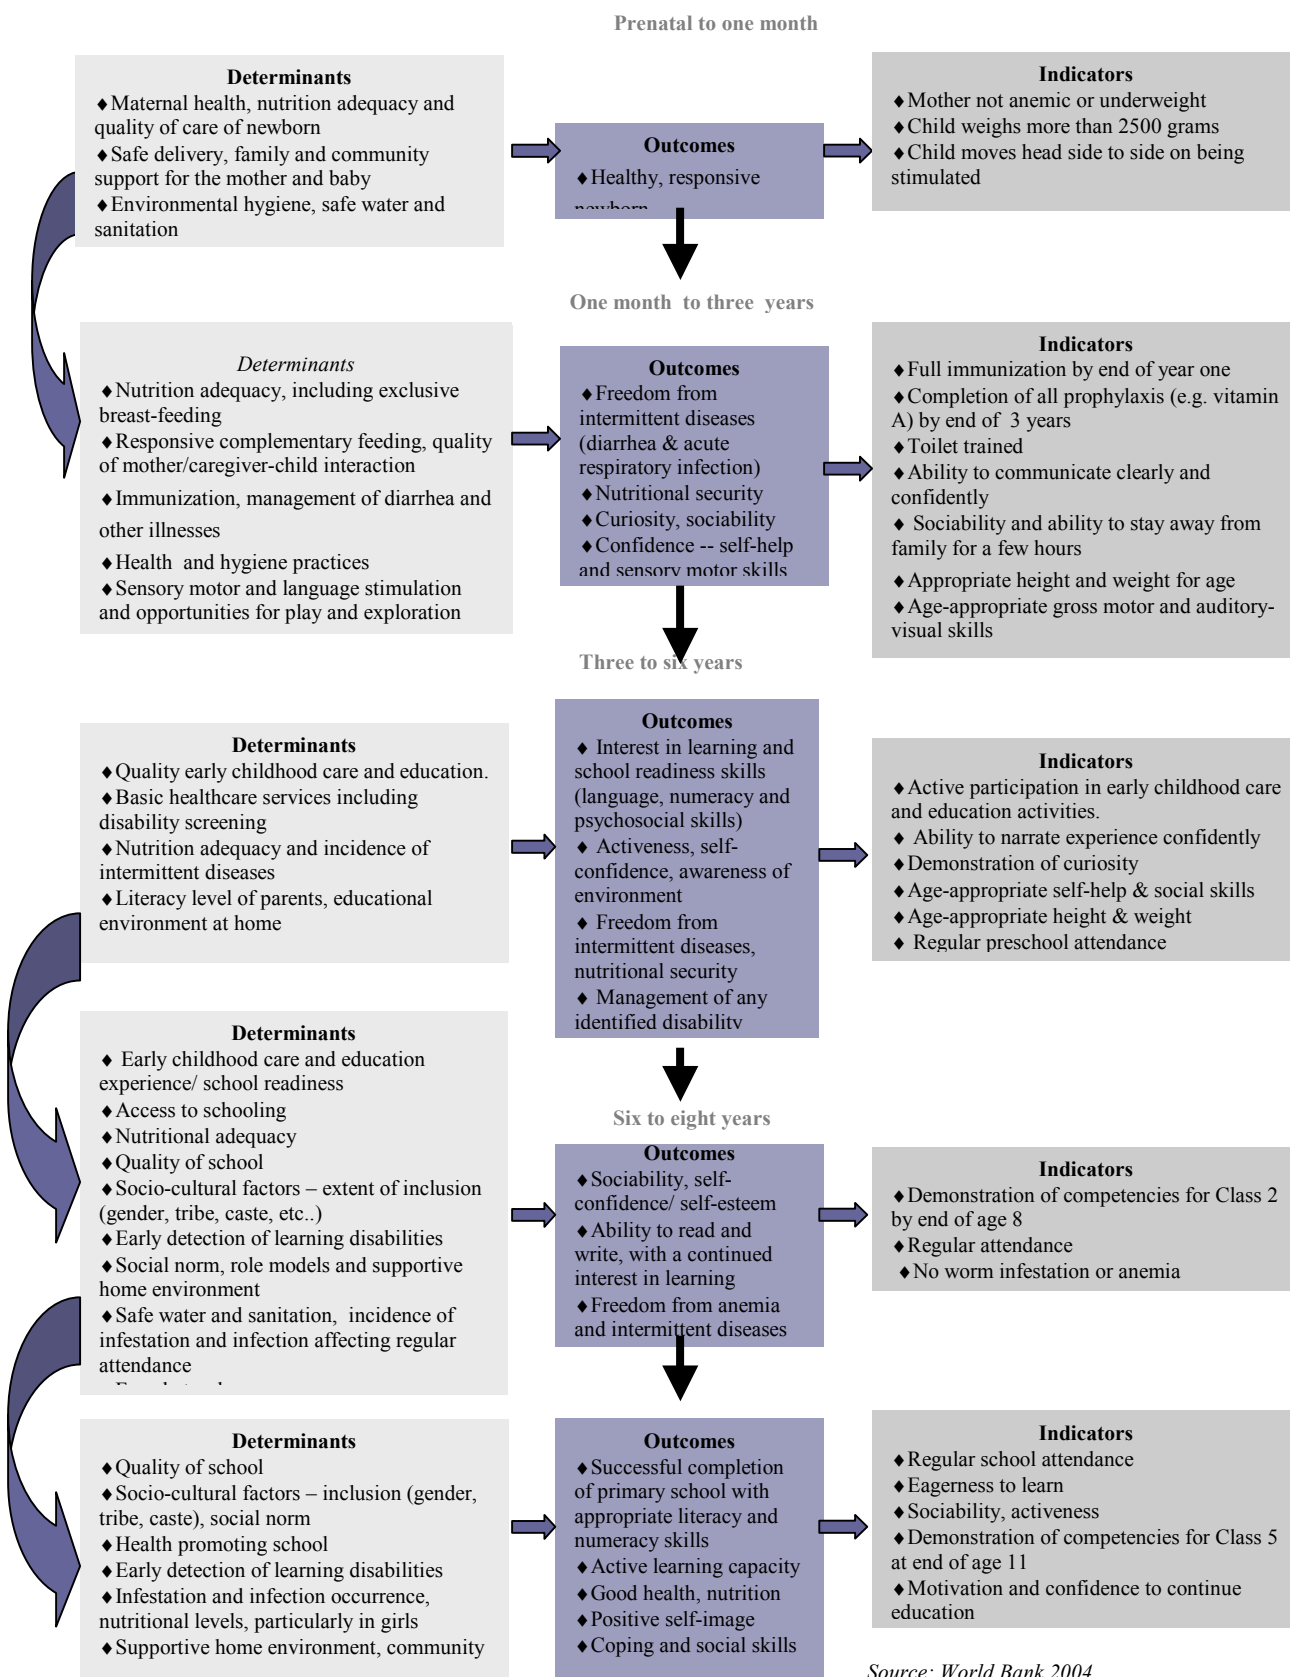 Prenatal to one month
Determinants
♦Maternal health, nutrition adequacy and
quality of care of newborn
♦Safe delivery, family and community
support for the mother and baby
♦Environmental hygiene, safe water and
sanitation
Outcomes
♦Healthy, responsive
newborn
Indicators
♦Mother not anemic or underweight
♦Child weighs more than 2500 grams
♦Child moves head side to side on being
stimulated
One month to three years
Determinants
♦Nutrition adequacy, including exclusive
breast-feeding
♦Responsive complementary feeding, quality
of mother/caregiver-child interaction
♦Immunization, management of diarrhea and
other illnesses
♦Health and hygiene practices
♦Sensory motor and language stimulation
and opportunities for play and exploration
Outcomes
♦Freedom from
intermittent diseases
(diarrhea & acute
respiratory infection)
♦Nutritional security
♦Curiosity, sociability
♦Confidence -- self-help
and sensory motor skills
Indicators
♦Full immunization by end of year one
♦Completion of all prophylaxis (e.g. vitamin
A) by end of 3 years
♦Toilet trained
♦Ability to communicate clearly and
confidently
♦ Sociability and ability to stay away from
family for a few hours
♦Appropriate height and weight for age
♦Age-appropriate gross motor and auditory-
visual skills
Three to six years
Determinants
♦Quality early childhood care and education.
♦Basic healthcare services including
disability screening
♦Nutrition adequacy and incidence of
intermittent diseases
♦Literacy level of parents, educational
environment at home
Outcomes
♦ Interest in learning and
school readiness skills
(language, numeracy and
psychosocial skills)
♦ Activeness, self-
confidence, awareness of
environment
♦ Freedom from
intermittent diseases,
nutritional security
♦ Management of any
identified disability
Indicators
♦Active participation in early childhood care
and education activities.
♦ Ability to narrate experience confidently
♦Demonstration of curiosity
♦Age-appropriate self-help & social skills
♦Age-appropriate height & weight
♦ Regular preschool attendance
Six to eight years
Determinants
♦ Early childhood care and education
experience/ school readiness
♦Access to schooling
♦Nutritional adequacy
♦Quality of school
♦Socio-cultural factors – extent of inclusion
(gender, tribe, caste, etc..)
♦Early detection of learning disabilities
♦Social norm, role models and supportive
home environment
♦Safe water and sanitation, incidence of
infestation and infection affecting regular
attendance
Outcomes
♦Sociability, self-
confidence/ self-esteem
♦Ability to read and
write, with a continued
interest in learning
♦Freedom from anemia
and intermittent diseases
Indicators
♦Demonstration of competencies for Class 2
by end of age 8
♦Regular attendance
♦No worm infestation or anemia
Determinants
♦Quality of school
♦Socio-cultural factors – inclusion (gender,
tribe, caste), social norm
♦Health promoting school
♦Early detection of learning disabilities
♦Infestation and infection occurrence,
nutritional levels, particularly in girls
♦Supportive home environment, community
Outcomes
♦Successful completion
of primary school with
appropriate literacy and
numeracy skills
♦Active learning capacity
♦Good health, nutrition
♦Positive self-image
♦Coping and social skills
Indicators
♦Regular school attendance
♦Eagerness to learn
♦Sociability, activeness
♦Demonstration of competencies for Class 5
at end of age 11
♦Motivation and confidence to continue
education
Source: World Bank 2004